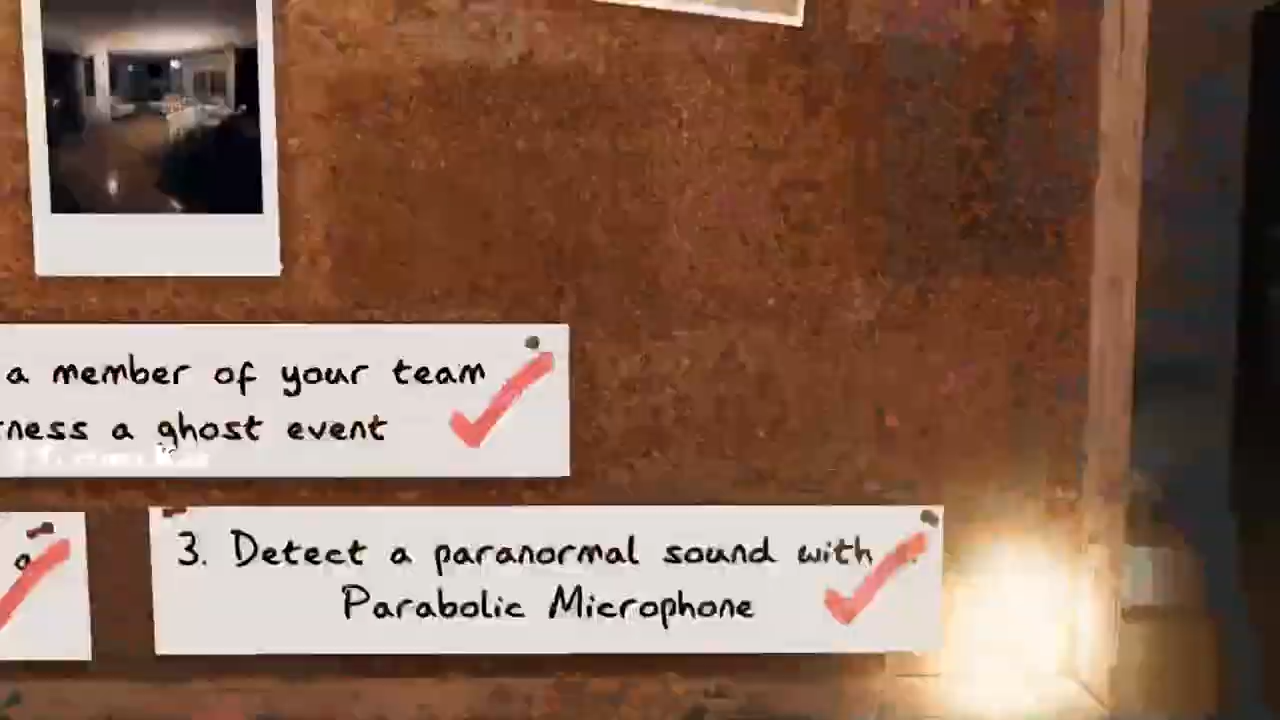 a member of your team
ness a ghost event
3. Detect a paranormal sound with
Parabolic Microphone